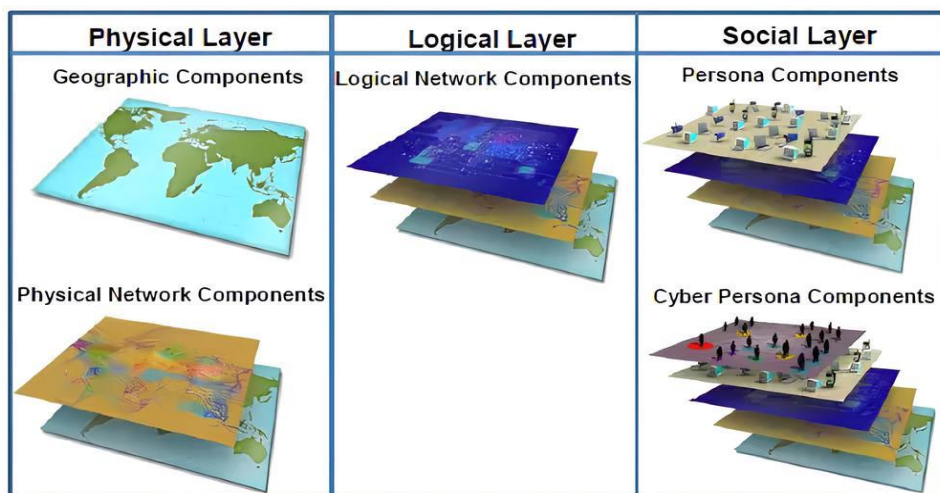 Physical Layer
Logical Layer
Social Layer
Geographic Components
Logical Network Components
Persona Components
Physical Network Components
Cyber Persona Components